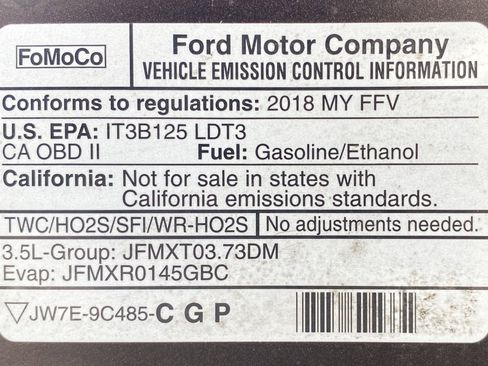 FoMoCo
Ford Motor Company
VEHICLE EMISSION CONTROL INFORMATION
Conforms to regulations: 2018 MY FFV
U.S. EPA: IT3B125 LDT3
CA OBD II Fuel: Gasoline/Ethanol
California: Not for sale in states with
California emissions standards.
TWC/HO2S/SFI/WR-HO2S No adjustments needed.
3.5L-Group: JFMXT03.73DM
Evap: JFMXR0145GBC
▽JW7E-9C485-C G P